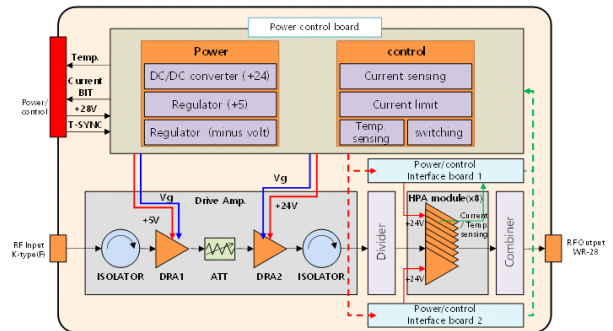 Power control board
Power
control
DC/DC converter (+24)
Regulator (+5)
Regulator (minus volt)
Current sensing
Current limit
Temp.
sensing
switching
Temp.
Current
BIT
+28V
T-SYNC
Power/
control
Power/control
Interface board 1
Vg
Drive Amp.
+5V
Vg
+24V
HPA module(x8)
Current
/ Temp.
sensing
+24V
+24V
Divider
Combiner
RF Input
K-type(F)
ISOLATOR
DRA1
ATT
DRA2
ISOLATOR
RF Ortpet
WR-28
Power/control
Interface board 2